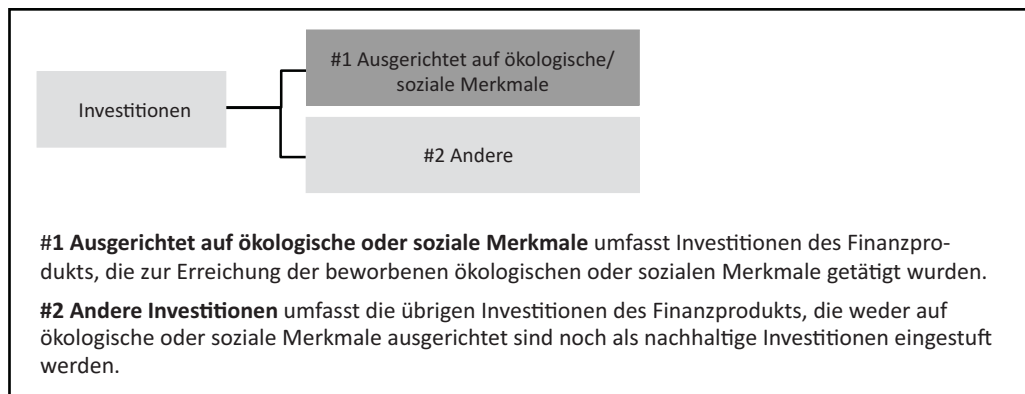 #1 Ausgerichtet auf ökologische/
soziale Merkmale
Investitionen
#2 Andere
#1 Ausgerichtet auf ökologische oder soziale Merkmale umfasst Investitionen des Finanzpro-
dukts, die zur Erreichung der beworbenen ökologischen oder sozialen Merkmale getätigt wurden.
#2 Andere Investitionen umfasst die übrigen Investitionen des Finanzprodukts, die weder auf
ökologische oder soziale Merkmale ausgerichtet sind noch als nachhaltige Investitionen eingestuft
werden.